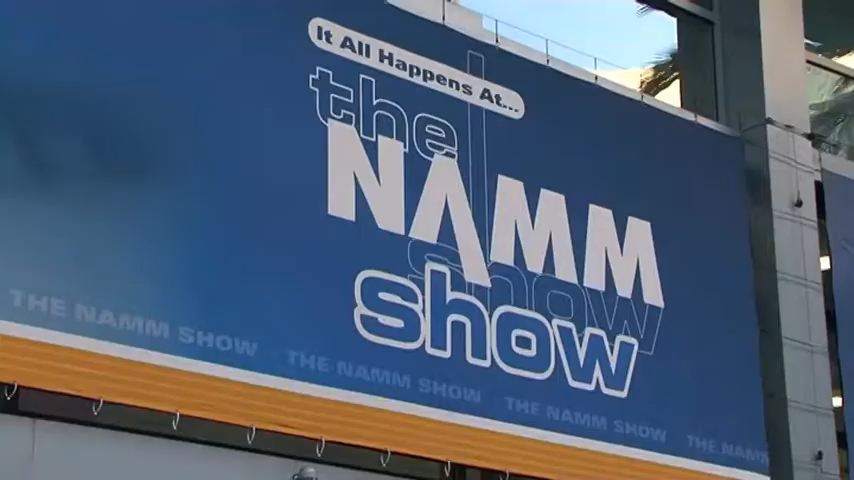 It All Happens At...
the
NAMM
show
THE NAMM SHOW THE NAMM SHOW THE NAMM SHOW THE NAMM